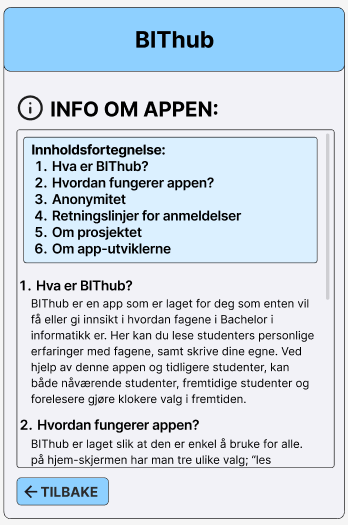 BIThub
INFO OM APPEN:
Innholdsfortegnelse:
1. Hva er BIThub?
2. Hvordan fungerer appen?
3. Anonymitet
4. Retningslinjer for anmeldelser
5. Om prosjektet
6. Om app-utviklerne
1. Hva er BIThub?
BIThub er en app som er laget for deg som enten vil
få eller gi innsikt i hvordan fagene i Bachelor i
informatikk er. Her kan du lese studenters personlige
erfaringer med fagene, samt skrive dine egne. Ved
hjelp av denne appen og tidligere studenter, kan
både nåværende studenter, fremtidige studenter og
forelesere gjøre klokere valg i fremtiden.
2. Hvordan fungerer appen?
BIThub er laget slik at den er enkel å bruke for alle.
på hjem-skjermen har man tre ulike valg; "les
TILBAKE